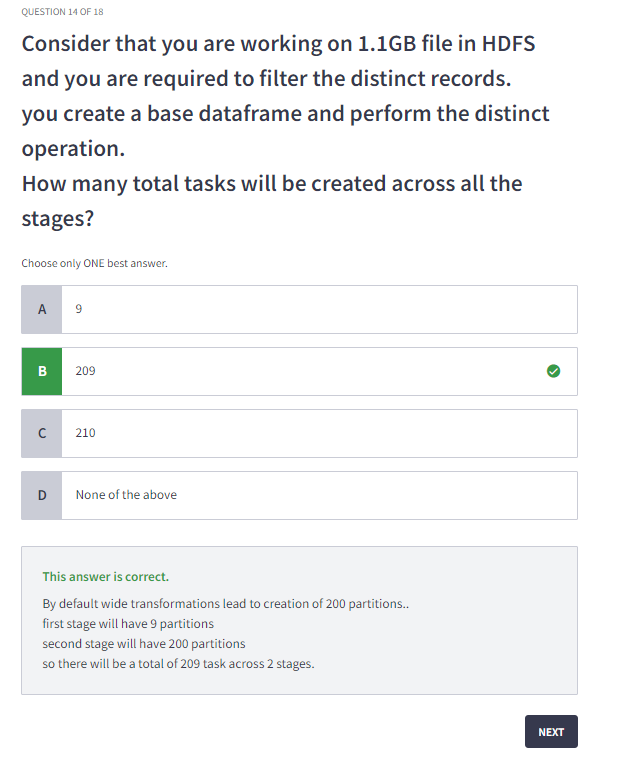 QUESTION 14 OF 18
Consider that you are working on 1.1GB file in HDFS
and you are required to filter the distinct records.
you create a base dataframe and perform the distinct
operation.
How many total tasks will be created across all the
stages?
Choose only ONE best answer.
A 9
B 209
C 210
D None of the above
This answer is correct.
By default wide transformations lead to creation of 200 partitions..
first stage will have 9 partitions
second stage will have 200 partitions
so there will be a total of 209 task across 2 stages.
NEXT